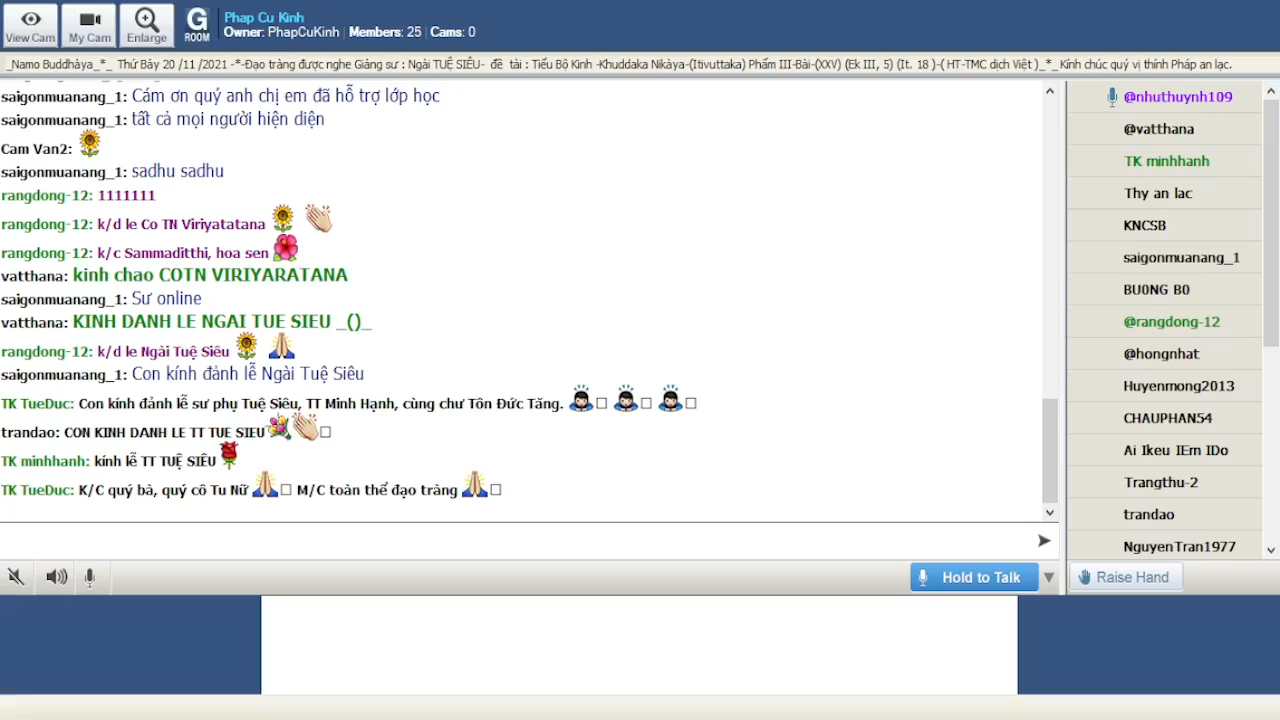 View Cam
My Cam
Enlarge
G
ROOM
Phap Cu Kinh
Owner: PhapCuKinh | Members: 25 | Cams: 0
_Namo Buddhàya_*_ Thứ Bảy 20 /11 /2021 -*-Đạo tràng được nghe Giảng sư : Ngài TUỆ SIÊU- đề tài : Tiểu Bộ Kinh -Khuddaka Nikàya-(Itivuttaka) Phẩm III-Bài-(XXV) (Ek III, 5) (It. 18 )-( HT-TMC dịch Việt )_*_Kính chúc quý vị thính Pháp an lạc.
saigonmuanang_1: Cám ơn quý anh chị em đã hỗ trợ lớp học
saigonmuanang_1: tất cả mọi người hiện diện
Cam Van2:
saigonmuanang_1: sadhu sadhu
rangdong-12: 1111111
rangdong-12: k/d le Co TN Viriyatatana
rangdong-12: k/c Sammaditthi, hoa sen
vatthana: kinh chao COTN VIRIYARATANA
saigonmuanang_1: Sư online
vatthana: KINH DANH LE NGAI TUE SIEU _()_
rangdong-12: k/d le Ngài Tuệ Siêu
saigonmuanang_1: Con kính đảnh lễ Ngài Tuệ Siêu
TK TueDuc: Con kính đảnh lễ sư phụ Tuệ Siêu, TT Minh Hạnh, cùng chư Tôn Đức Tăng.
trandao: CON KINH DANH LE TT TUE SIEU
TK minhhanh: kính lễ TT TUỆ SIÊU
TK TueDuc: K/C quý bà, quý cô Tu Nữ M/C toàn thể đạo tràng
@nhuthuynh109
@vatthana
TK minhhanh
Thy an lac
KNCSB
saigonmuanang_1
BU0NG B0
@rangdong-12
@hongnhat
Huyenmong2013
CHAUPHAN54
Ai Ikeu IEm IDo
Trangthu-2
trandao
NguyenTran1977
Hold to Talk
Raise Hand